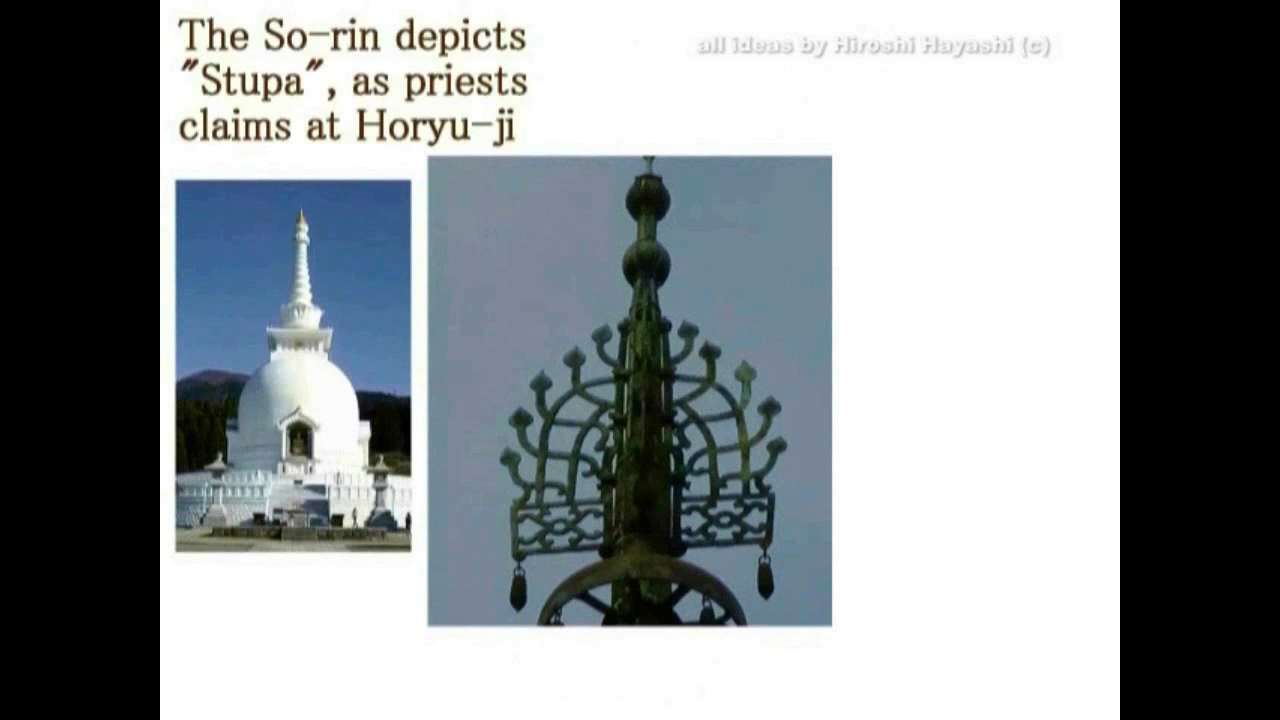 The So-rin depicts
"Stupa", as priests
claims at Horyu-ji
all ideas by Hiroshi Hayashi (c)